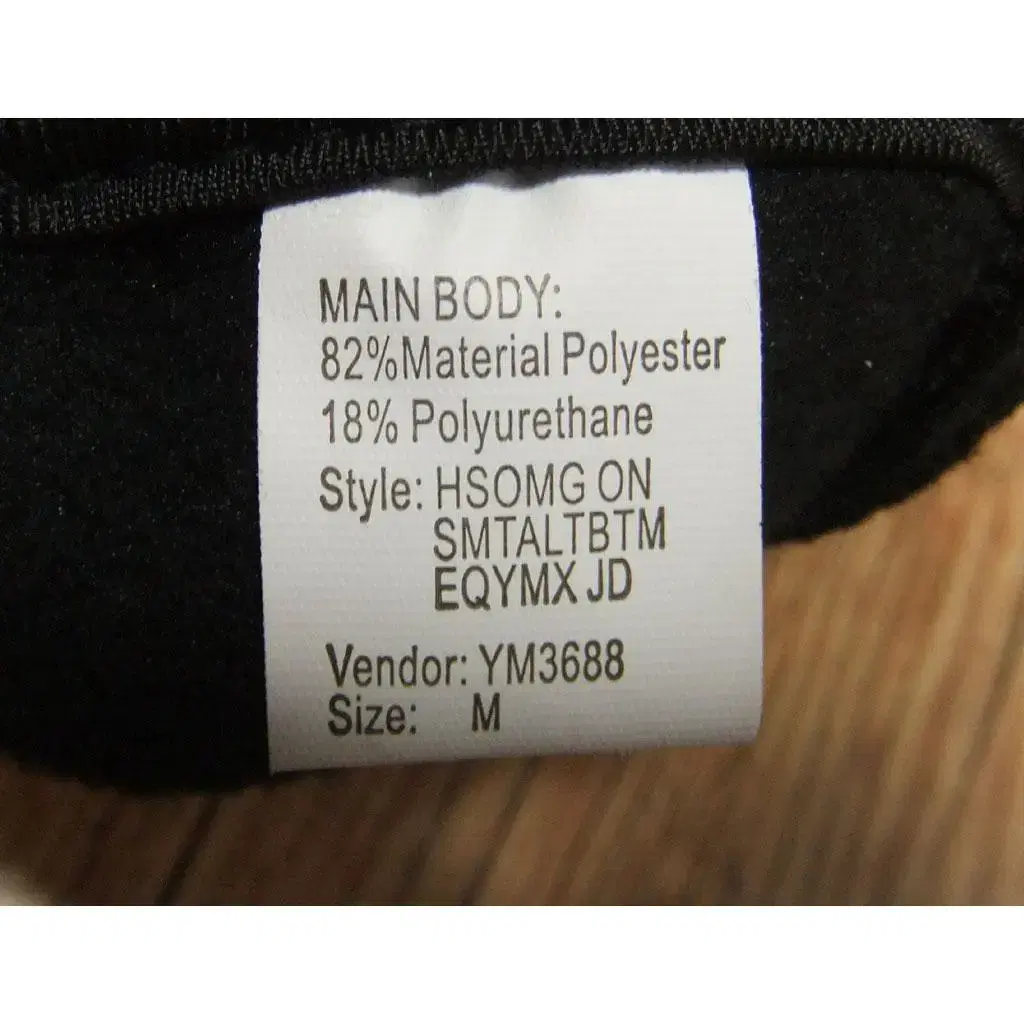 MAIN BODY:
82%Material Polyester
18% Polyurethane
Style: HSOMG ON
SMTALTBTM
EQYMX JD
Vendor: YM3688
Size: M